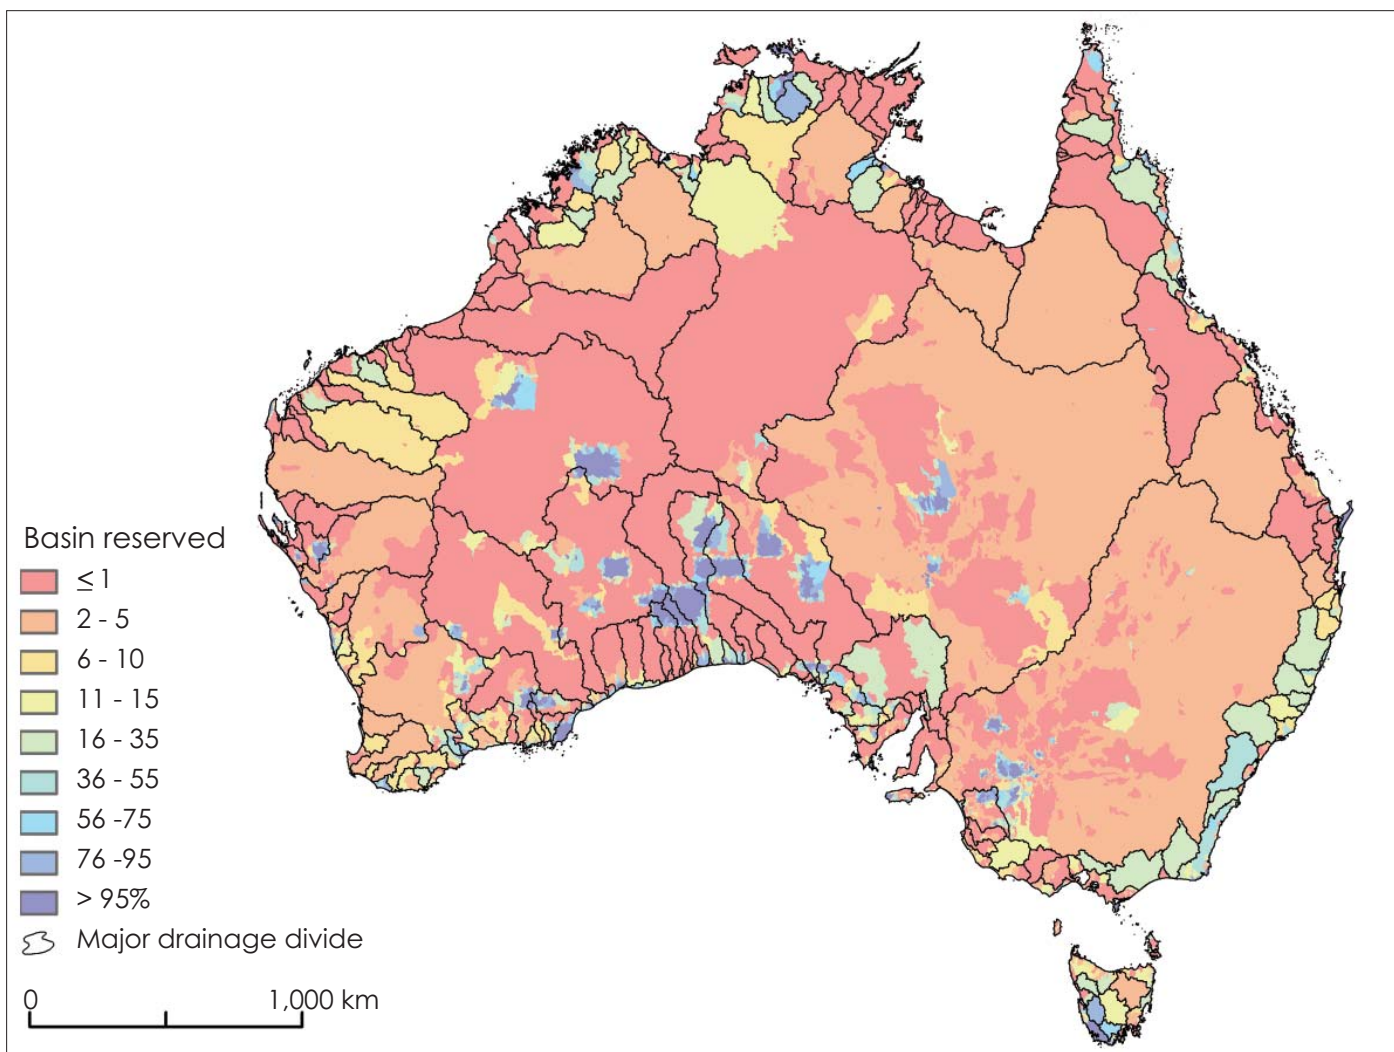 Basin reserved
≤ 1
2 - 5
6 - 10
11 - 15
16 - 35
36 - 55
56 -75
76 -95
> 95%
Major drainage divide
0 1,000 km